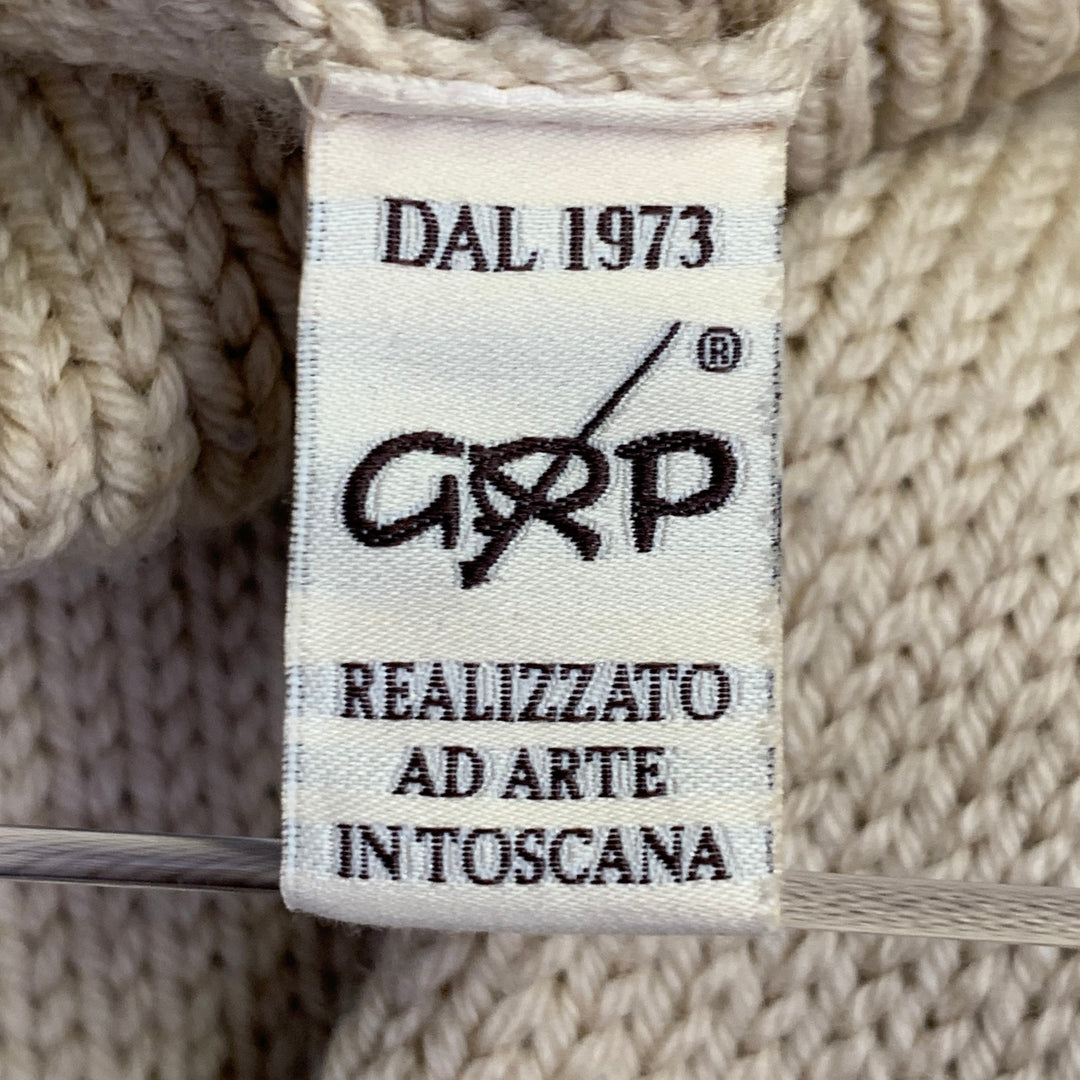 DAL 1973
GRP®
REALIZZATO
AD ARTE
IN TOSCANA